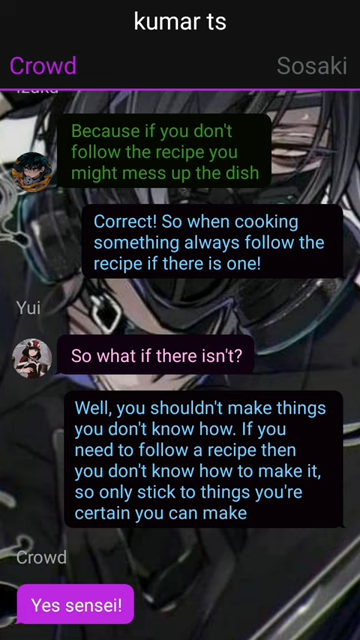 kumar ts
Crowd
Sosaki
Izuku
Because if you don't
follow the recipe you
might mess up the dish
Correct! So when cooking
something always follow the
recipe if there is one!
Yui
So what if there isn't?
Well, you shouldn't make things
you don't know how. If you
need to follow a recipe then
you don't know how to make it,
so only stick to things you're
certain you can make
Crowd
Yes sensei!